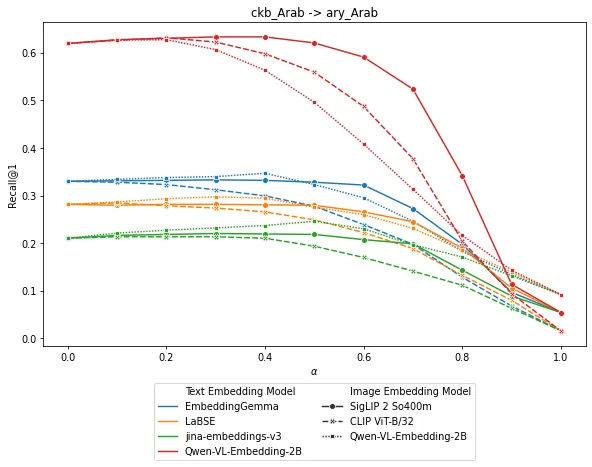 ckb_Arab -> ary_Arab
Recall@1
0.6
0.5
0.4
0.3
0.2
0.1
0.0
0.0 0.2 0.4 0.6 0.8 1.0
α
Text Embedding Model Image Embedding Model
EmbeddingGemma SigLIP 2 So400m
LaBSE CLIP ViT-B/32
jina-embeddings-v3 Qwen-VL-Embedding-2B
Qwen-VL-Embedding-2B